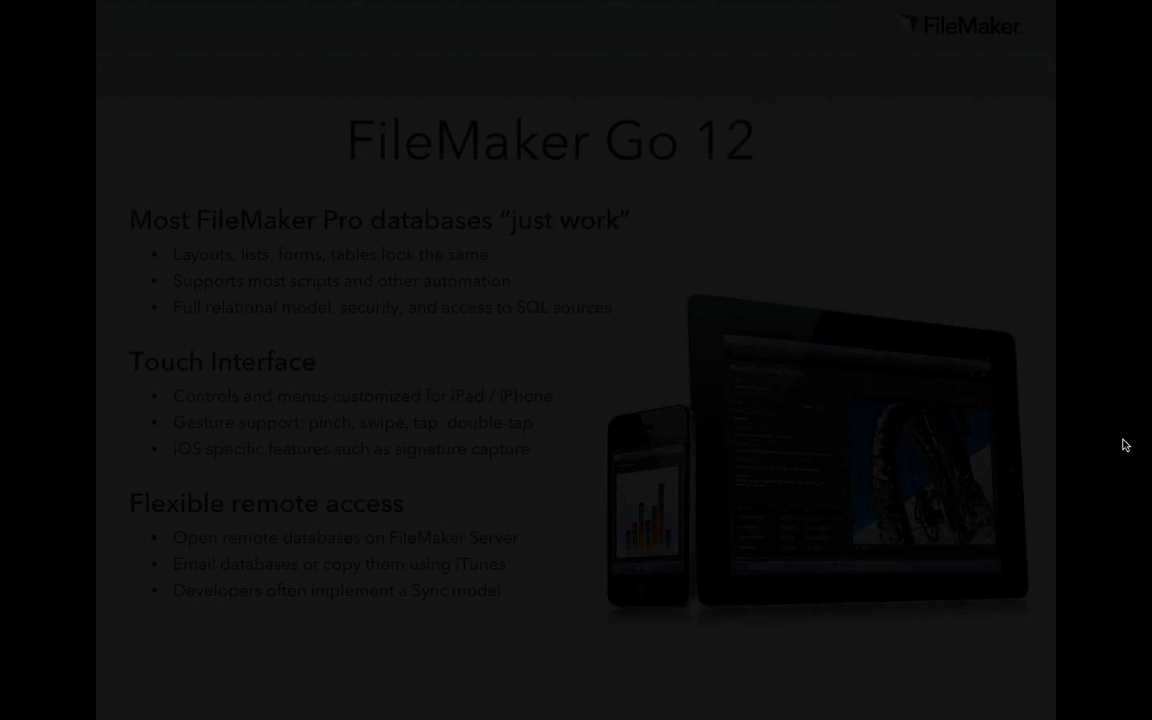 FileMaker
FileMaker Go 12
Most FileMaker Pro databases “just work”
• Layouts, lists, forms, tables look the same
• Supports most scripts and other automation
• Full relational model, security, and access to SQL sources
Touch Interface
• Controls and menus customized for iPad / iPhone
• Gesture support: pinch, swipe, tap, double-tap
• iOS specific features such as signature capture
Flexible remote access
• Open remote databases on FileMaker Server
• Email databases or copy them using iTunes
• Developers often implement a Sync model